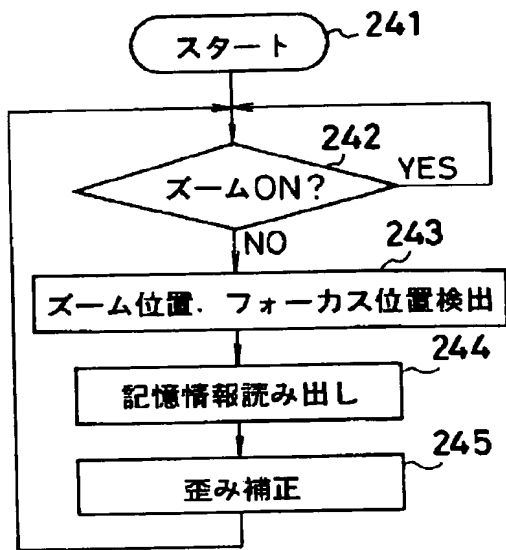 スタート
241
242
ズームON?
YES
NO
243
ズーム位置.フォーカス位置検出
244
記憶情報読み出し
245
歪み補正